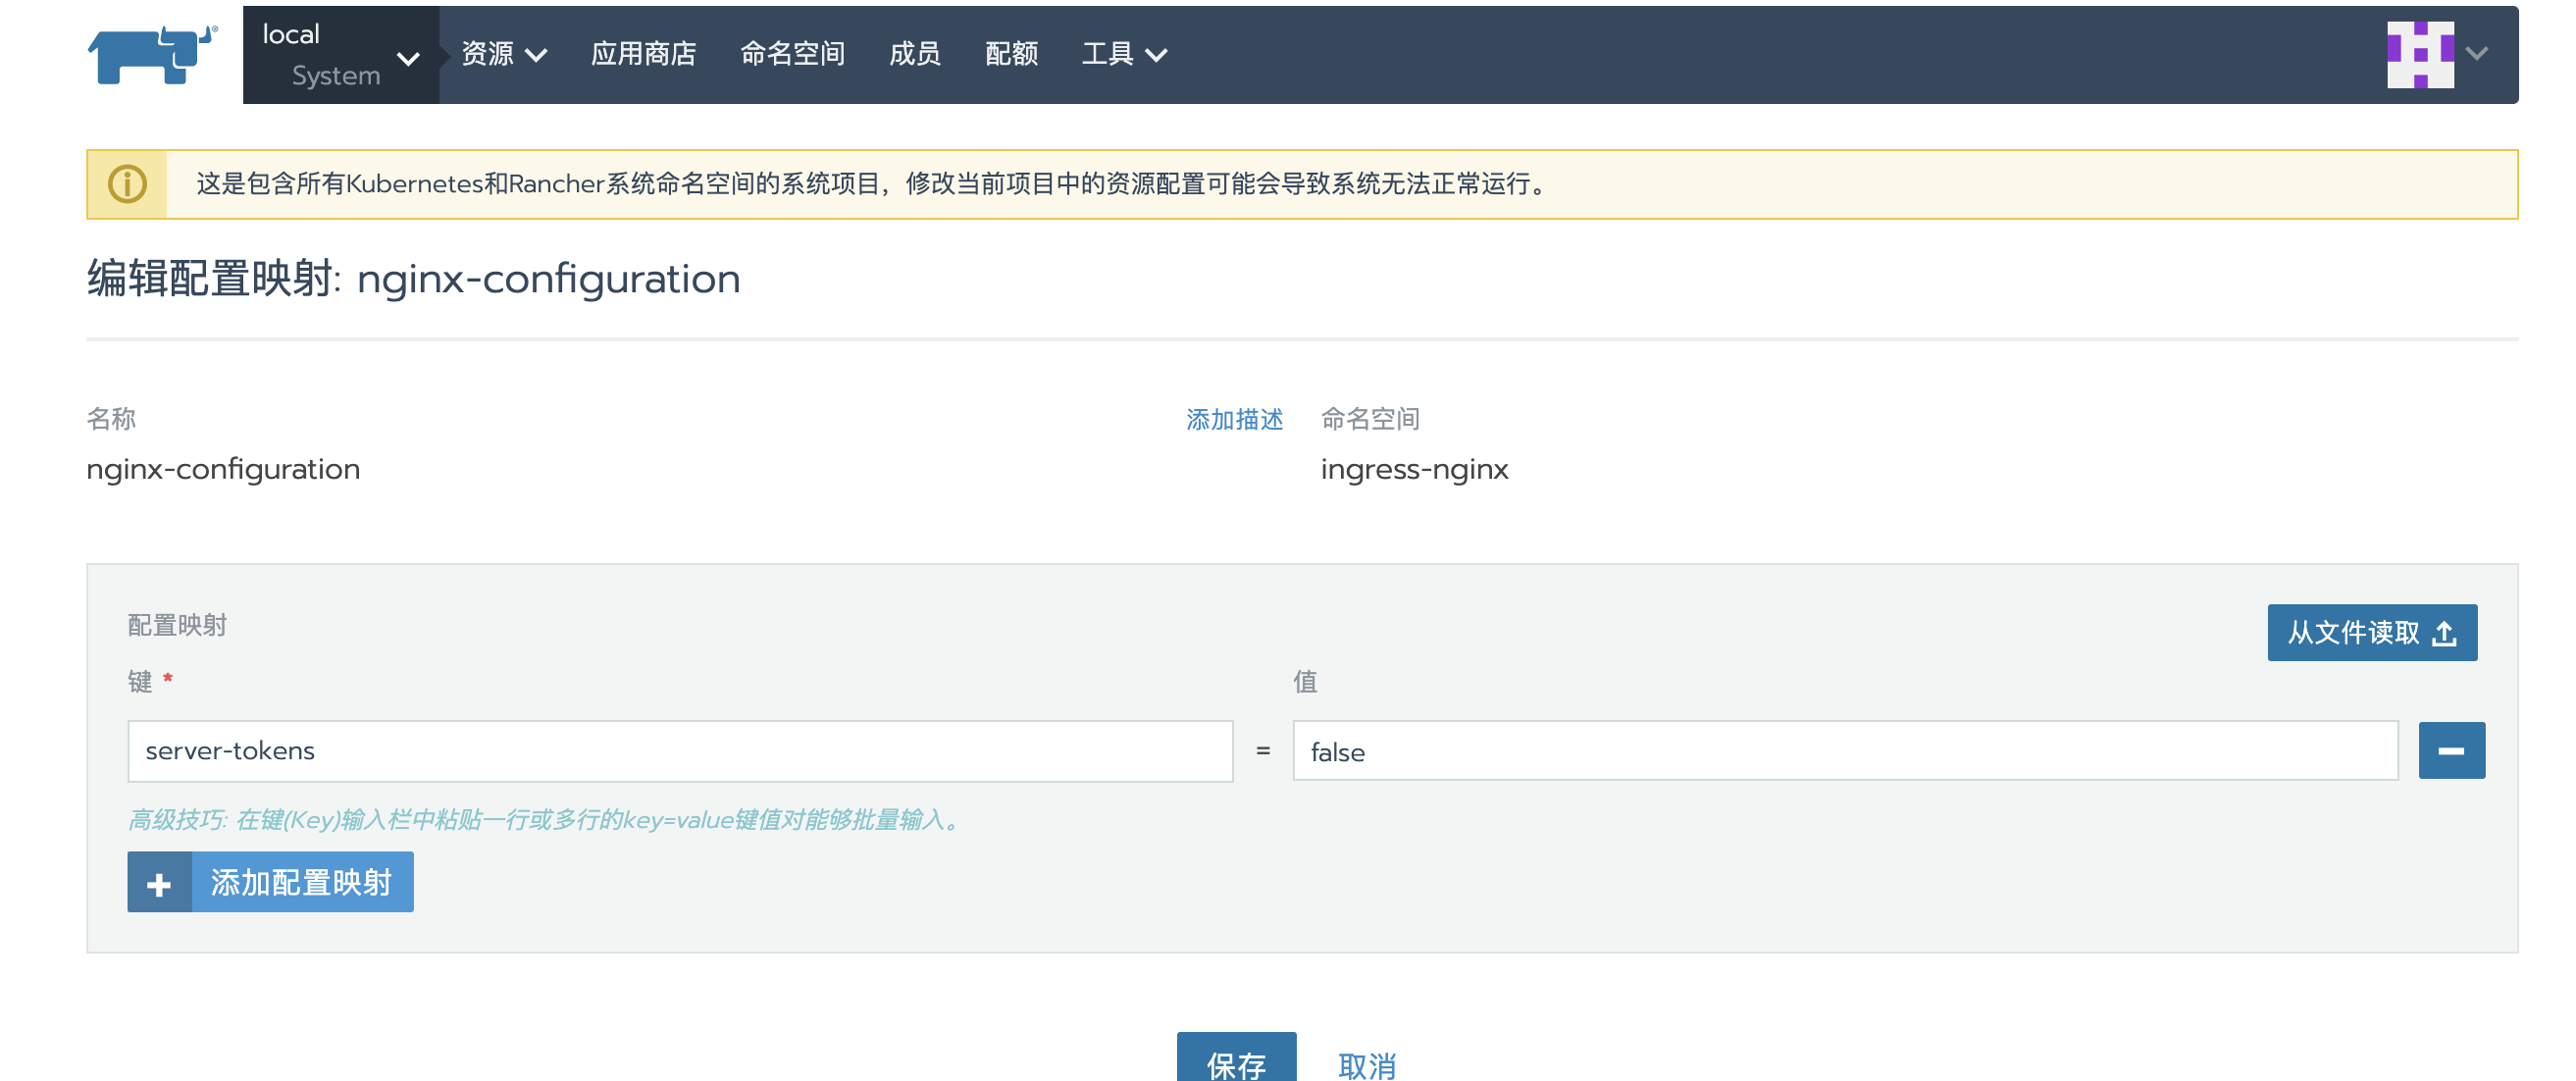 local
System
资源 应用商店 命名空间 成员 配额 工具
这是包含所有Kubernetes和Rancher系统命名空间的系统项目，修改当前项目中的资源配置可能会导致系统无法正常运行。
编辑配置映射: nginx-configuration
名称 添加描述 命名空间
nginx-configuration ingress-nginx
配置映射 从文件读取
键 * 值
server-tokens = false
高级技巧: 在键(Key)输入栏中粘贴一行或多行的key=value键值对能够批量输入。
添加配置映射
保存 取消